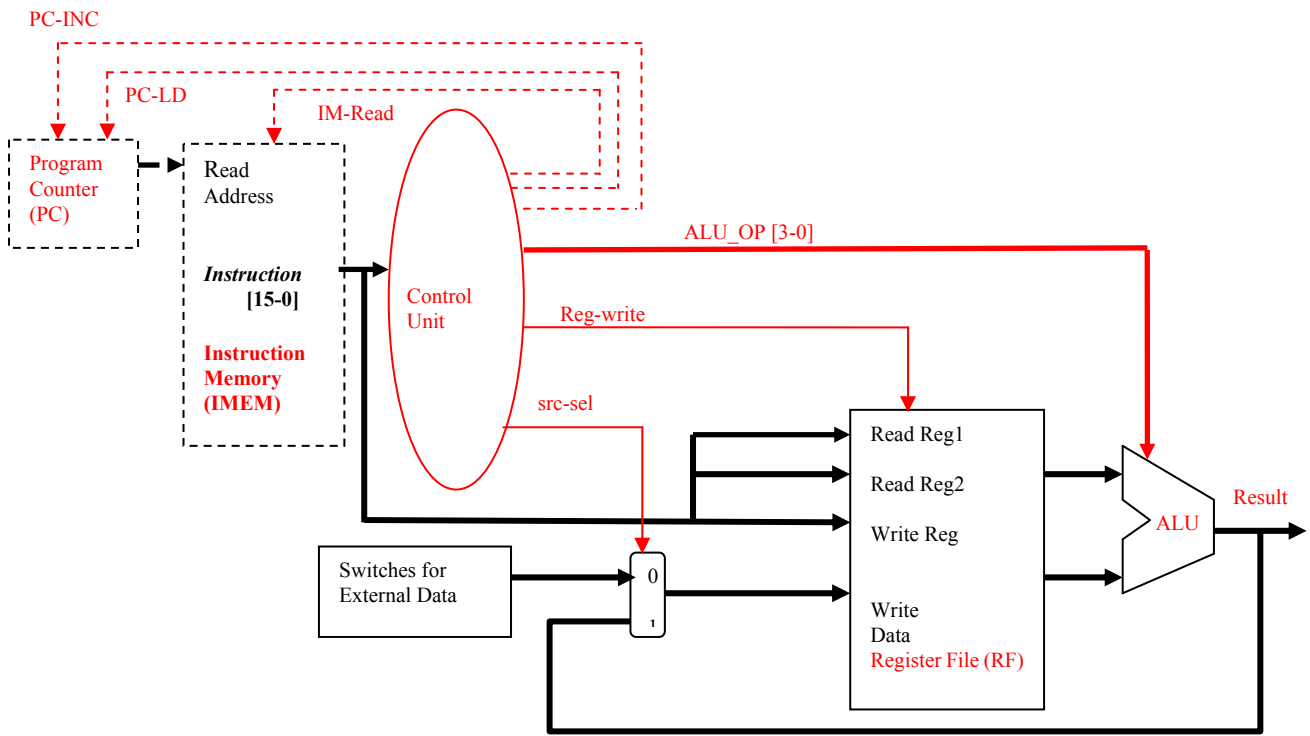 PC-INC
PC-LD
IM-Read
Program
Counter
(PC)
Read
Address
Instruction
[15-0]
Instruction
Memory
(IMEM)
Control
Unit
ALU_OP [3-0]
Reg-write
src-sel
Read Reg1
Read Reg2
Write Reg
Write
Data
Register File (RF)
ALU
Result
Switches for
External Data
0
1